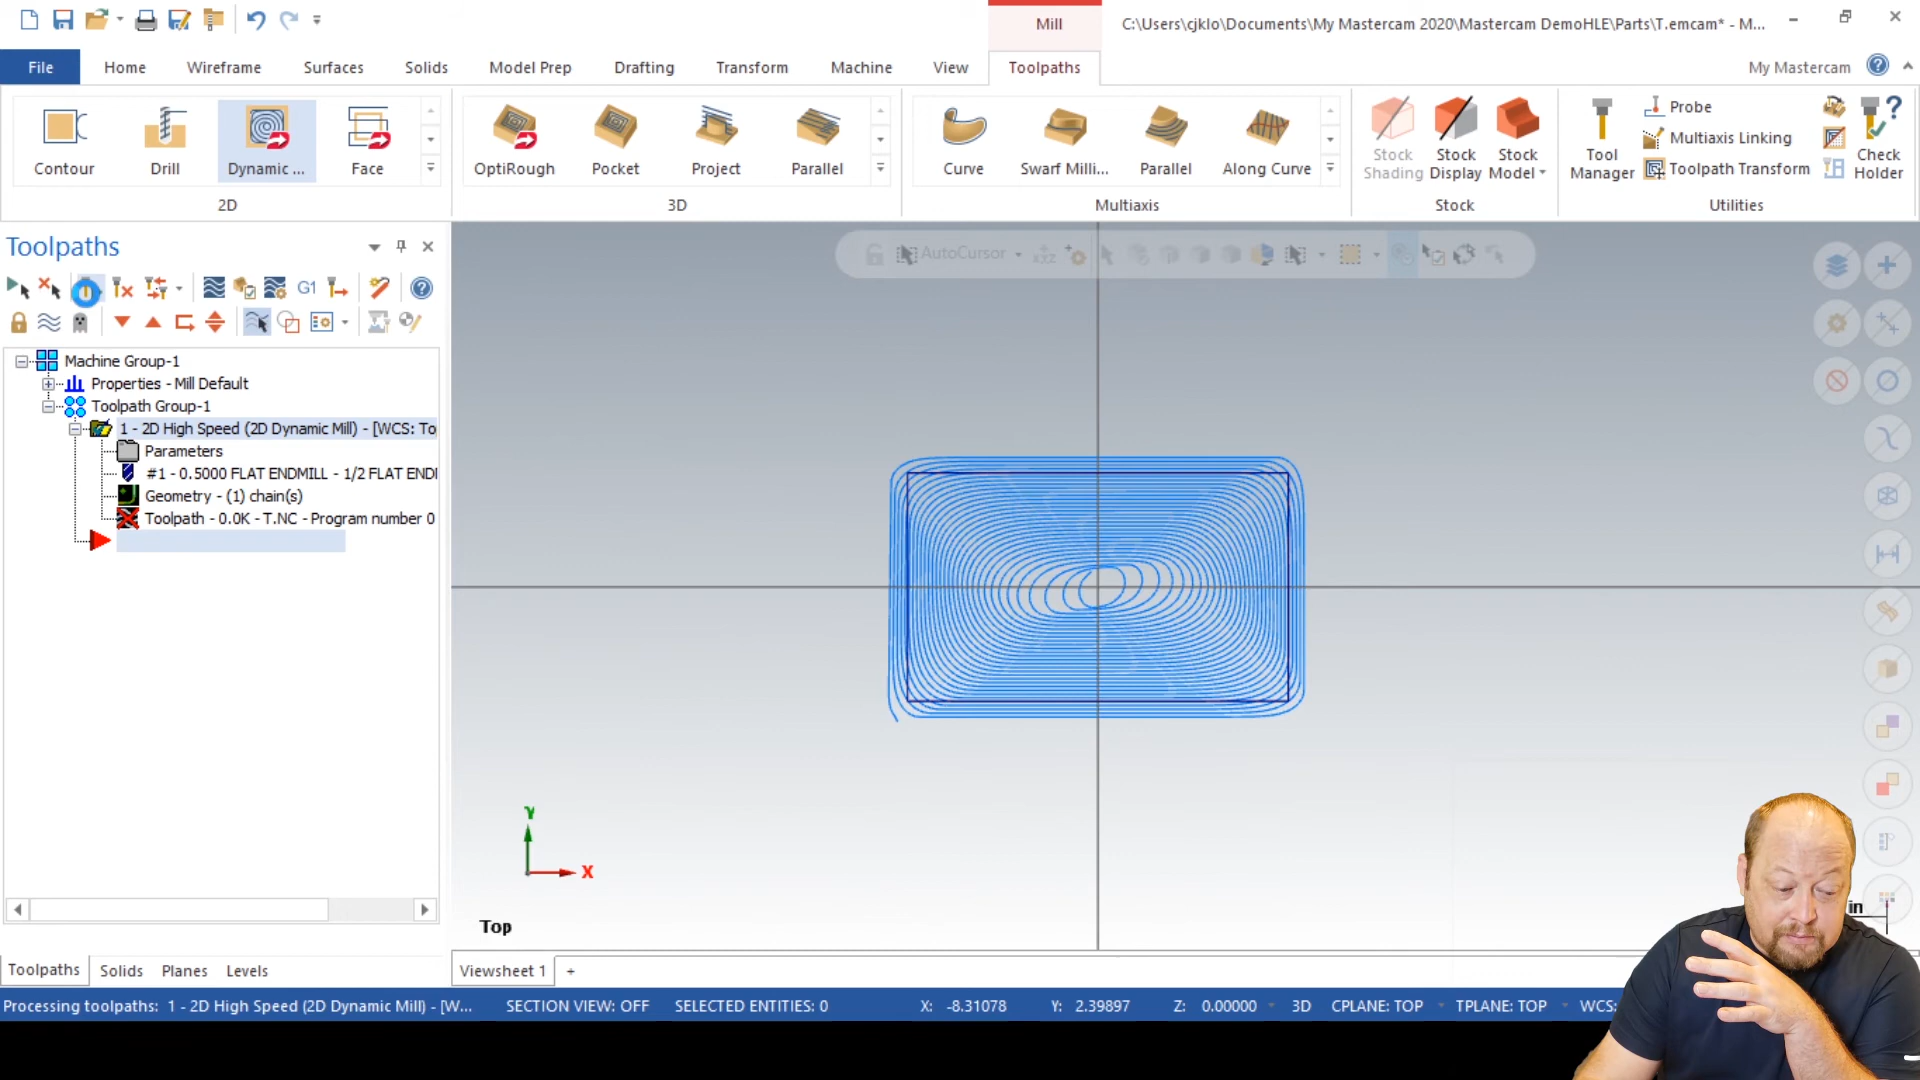 Mill
C:\Users\cjklo\Documents\My Mastercam 2020\Mastercam DemoHLE\Parts\T.emcam* - M...
File
Home
Wireframe
Surfaces
Solids
Model Prep
Drafting
Transform
Machine
View
Toolpaths
My Mastercam
Contour
Drill
Dynamic ...
Face
2D
OptiRough
Pocket
Project
Parallel
3D
Curve
Swarf Milli...
Parallel
Along Curve
Multiaxis
Stock Shading
Stock Display
Stock Model
Stock
Tool Manager
Probe
Multiaxis Linking
Toolpath Transform
Check Holder
Utilities
Toolpaths
G1
AutoCursor
Machine Group-1
Properties - Mill Default
Toolpath Group-1
1 - 2D High Speed (2D Dynamic Mill) - [WCS: To
Parameters
#1 - 0.5000 FLAT ENDMILL - 1/2 FLAT ENDI
Geometry - (1) chain(s)
Toolpath - 0.0K - T.NC - Program number 0
Y
X
Top
in
Toolpaths
Solids
Planes
Levels
Viewsheet 1
+
Processing toolpaths: 1 - 2D High Speed (2D Dynamic Mill) - [W...
SECTION VIEW: OFF
SELECTED ENTITIES: 0
X: -8.31078
Y: 2.39897
Z: 0.00000
3D
CPLANE: TOP
TPLANE: TOP
WCS: